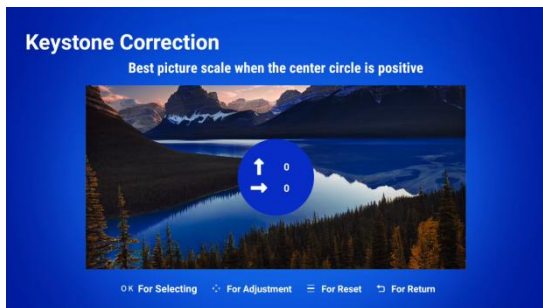 Keystone Correction
Best picture scale when the center circle is positive
0
0
OK For Selecting For Adjustment For Reset For Return